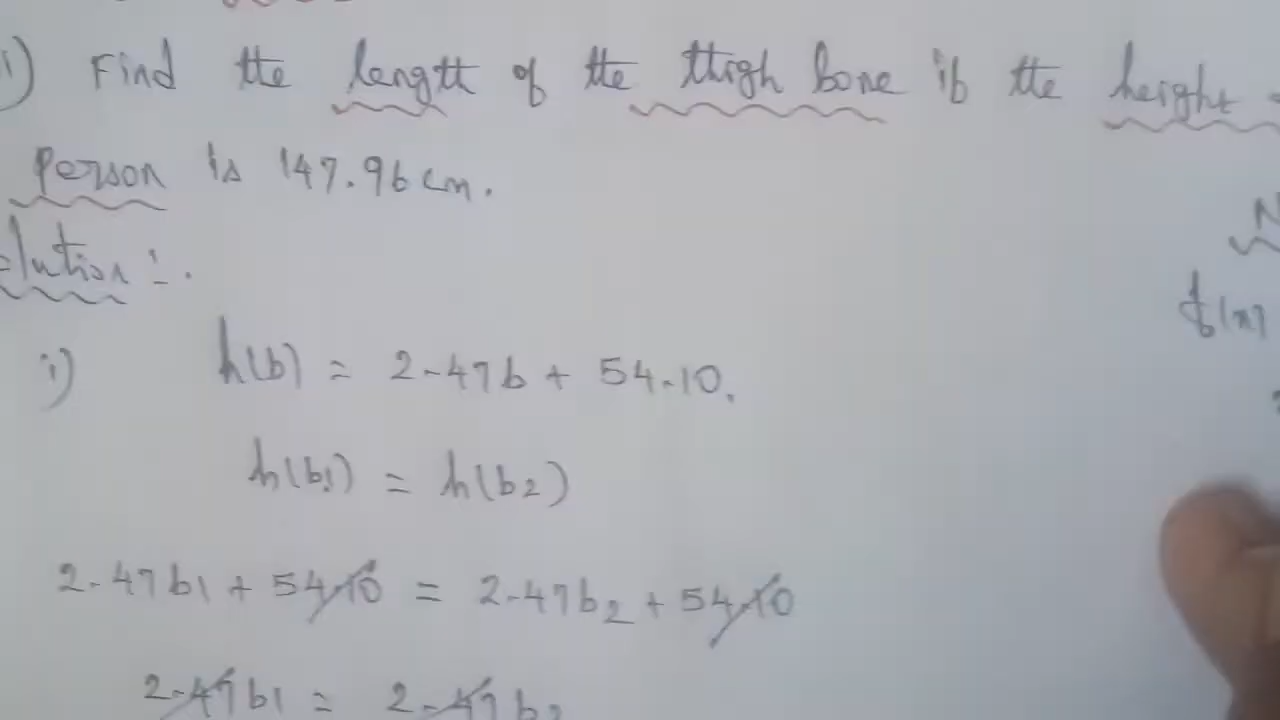 i) Find the length of the thigh bone if the height
person is 147.96 cm.
lution :-.
i) h(b) = 2.47b + 54.10.
f(x)
h(b1) = h(b2)
2.47b1 + 54.10 = 2.47b2 + 54.10
2.47b1 = 2.47b2